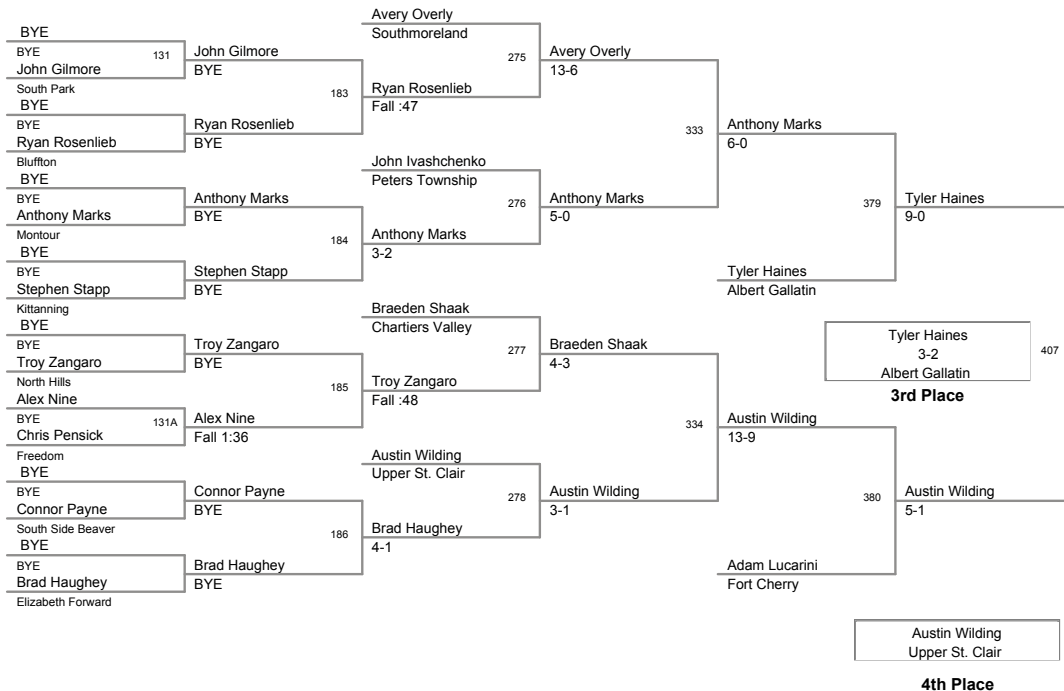 BYE
BYE
131
John Gilmore
South Park
BYE
BYE
Ryan Rosenlieb
Bluffton
BYE
BYE
Anthony Marks
Montour
BYE
BYE
Stephen Stapp
Kittanning
BYE
BYE
Troy Zangaro
North Hills
Alex Nine
BYE
131A
Chris Pensick
Freedom
BYE
BYE
Connor Payne
South Side Beaver
BYE
BYE
Brad Haughey
Elizabeth Forward
John Gilmore
BYE
183
Ryan Rosenlieb
BYE
Anthony Marks
BYE
184
Stephen Stapp
BYE
Troy Zangaro
BYE
185
Alex Nine
Fall 1:36
Connor Payne
BYE
186
Brad Haughey
BYE
Avery Overly
Southmoreland
275
Ryan Rosenlieb
Fall :47
John Ivashchenko
Peters Township
276
Anthony Marks
3-2
Braeden Shaak
Chartiers Valley
277
Troy Zangaro
Fall :48
Austin Wilding
Upper St. Clair
278
Brad Haughey
4-1
Avery Overly
13-6
333
Anthony Marks
5-0
Braeden Shaak
4-3
334
Austin Wilding
3-1
Anthony Marks
6-0
379
Tyler Haines
Albert Gallatin
Austin Wilding
13-9
380
Adam Lucarini
Fort Cherry
Tyler Haines
9-0
Tyler Haines
3-2
Albert Gallatin
407
3rd Place
Austin Wilding
5-1
Austin Wilding
Upper St. Clair
4th Place